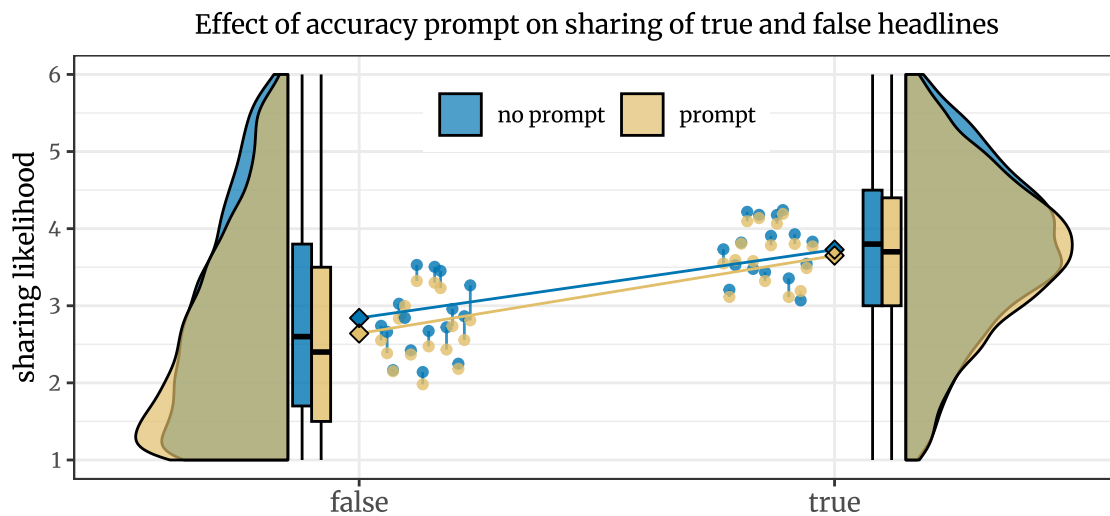 Effect of accuracy prompt on sharing of true and false headlines
sharing likelihood
6
5
4
3
2
1
no prompt
prompt
false
true